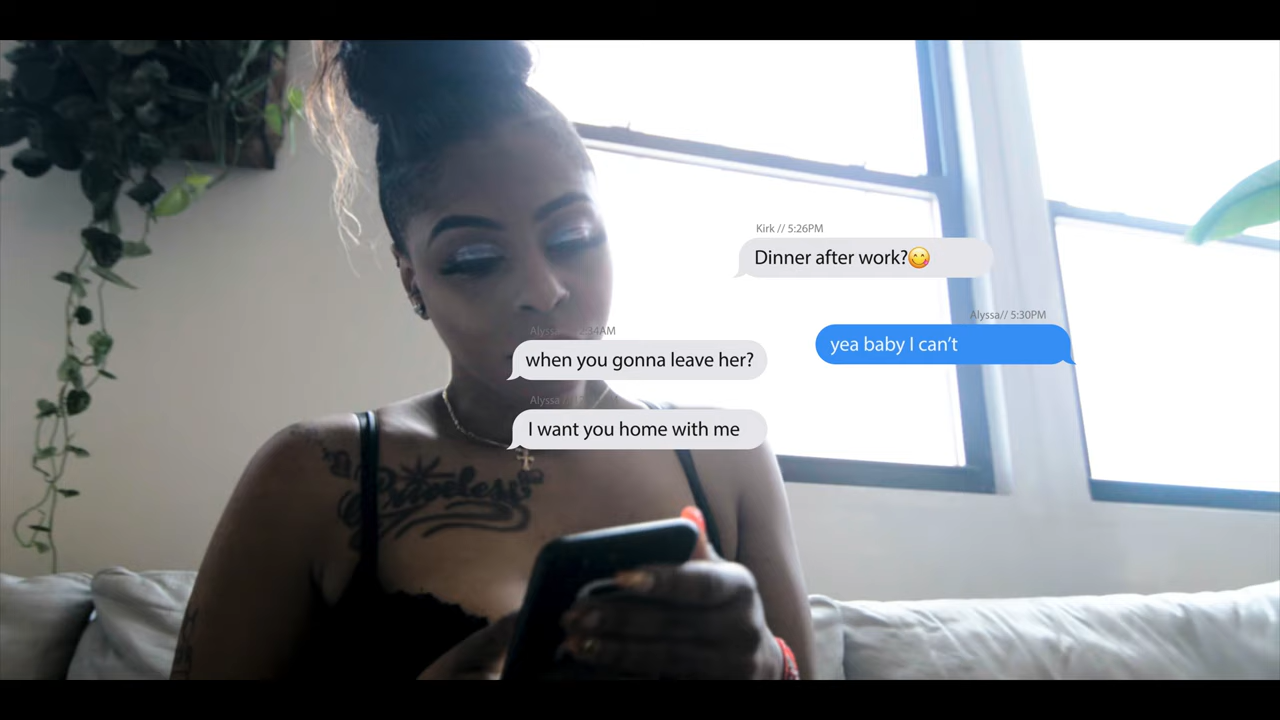 Kirk // 5:26PM
Dinner after work?😋
Alyssa// 5:30PM
yea baby I can't
when you gonna leave her?
Alyssa
I want you home with me